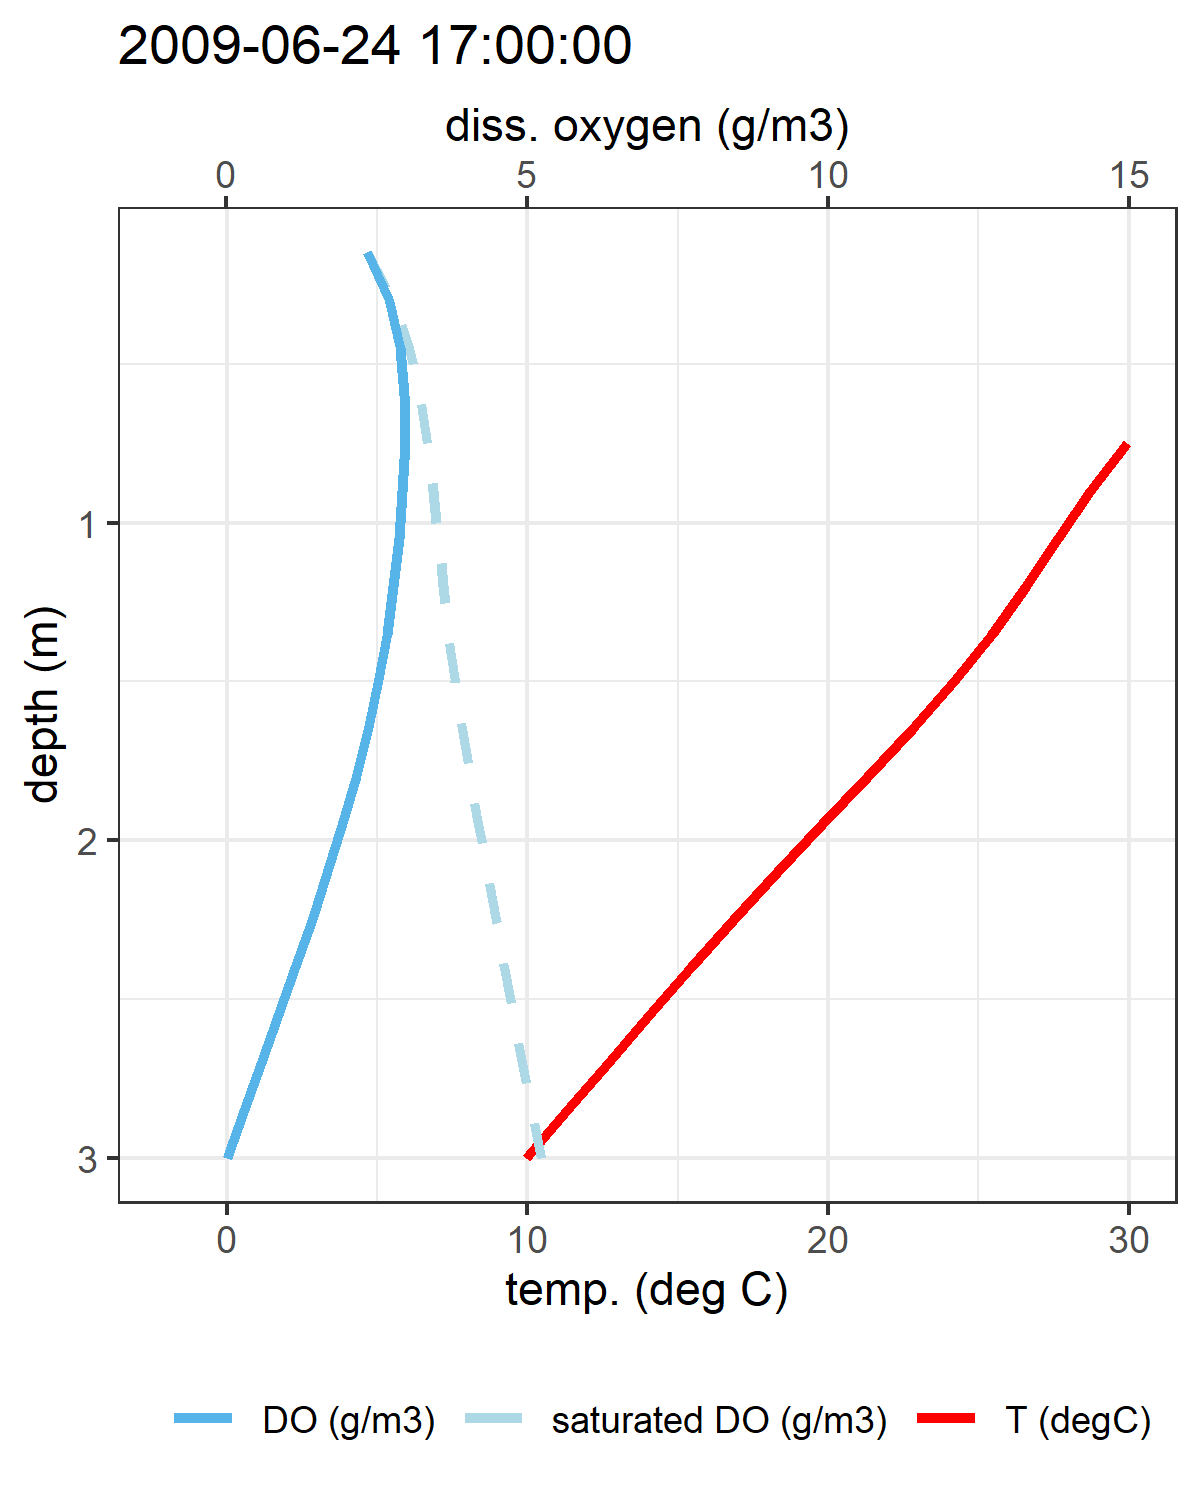 2009-06-24 17:00:00
diss. oxygen (g/m3)
0 5 10 15
depth (m)
1
2
3
0 10 20 30
temp. (deg C)
DO (g/m3) saturated DO (g/m3) T (degC)